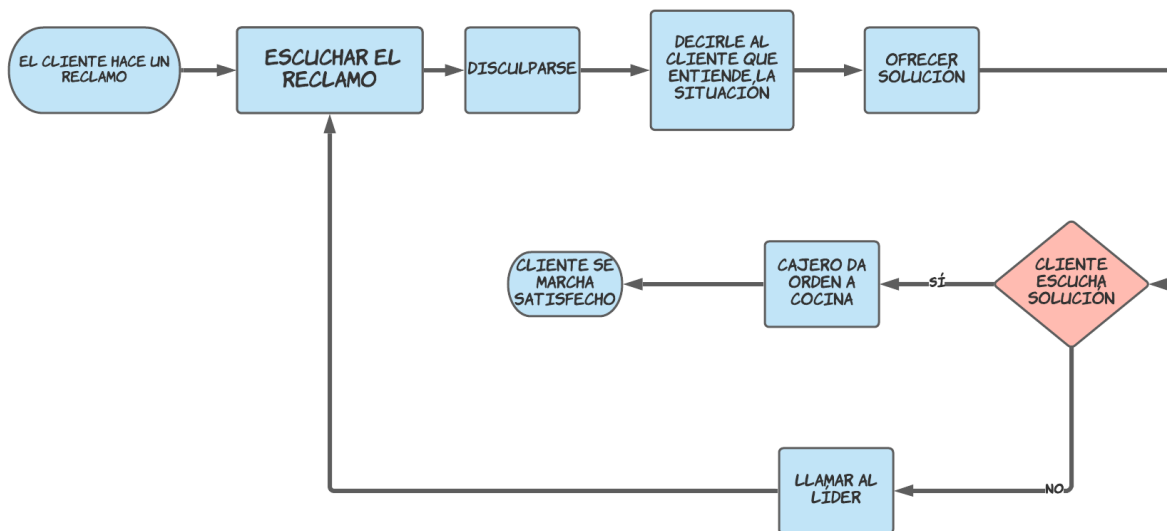 EL CLIENTE HACE UN
RECLAMO
ESCUCHAR EL
RECLAMO
DISCULPARSE
DECIRLE AL
CLIENTE QUE
ENTIENDE LA
SITUACIÓN
OFRECER
SOLUCIÓN
CLIENTE
ESCUCHA
SOLUCIÓN
SÍ
CAJERO DA
ORDEN A
COCINA
CLIENTE SE
MARCHA
SATISFECHO
NO
LLAMAR AL
LÍDER